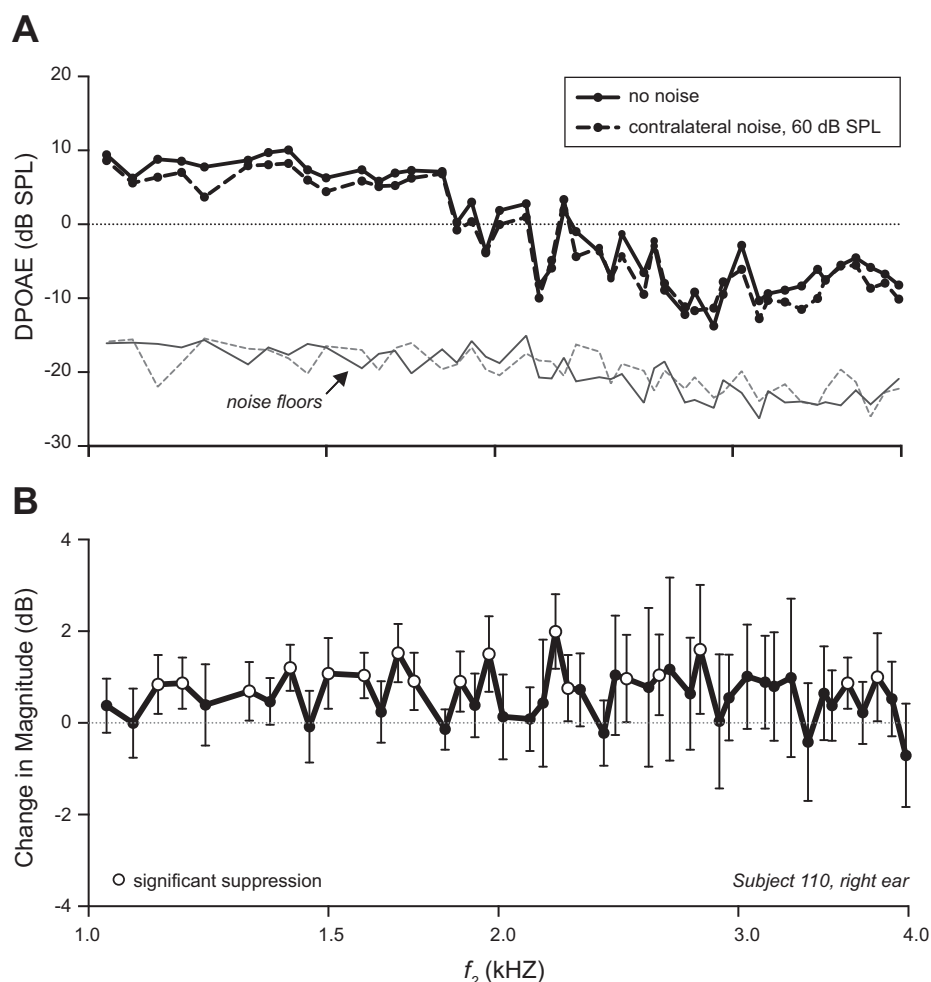 A
20
10
0
-10
-20
-30
DPOAE (dB SPL)
no noise
contralateral noise, 60 dB SPL
noise floors
B
4
2
0
-2
-4
Change in Magnitude (dB)
significant suppression
Subject 110, right ear
1.0 1.5 2.0 3.0 4.0
f2 (kHZ)